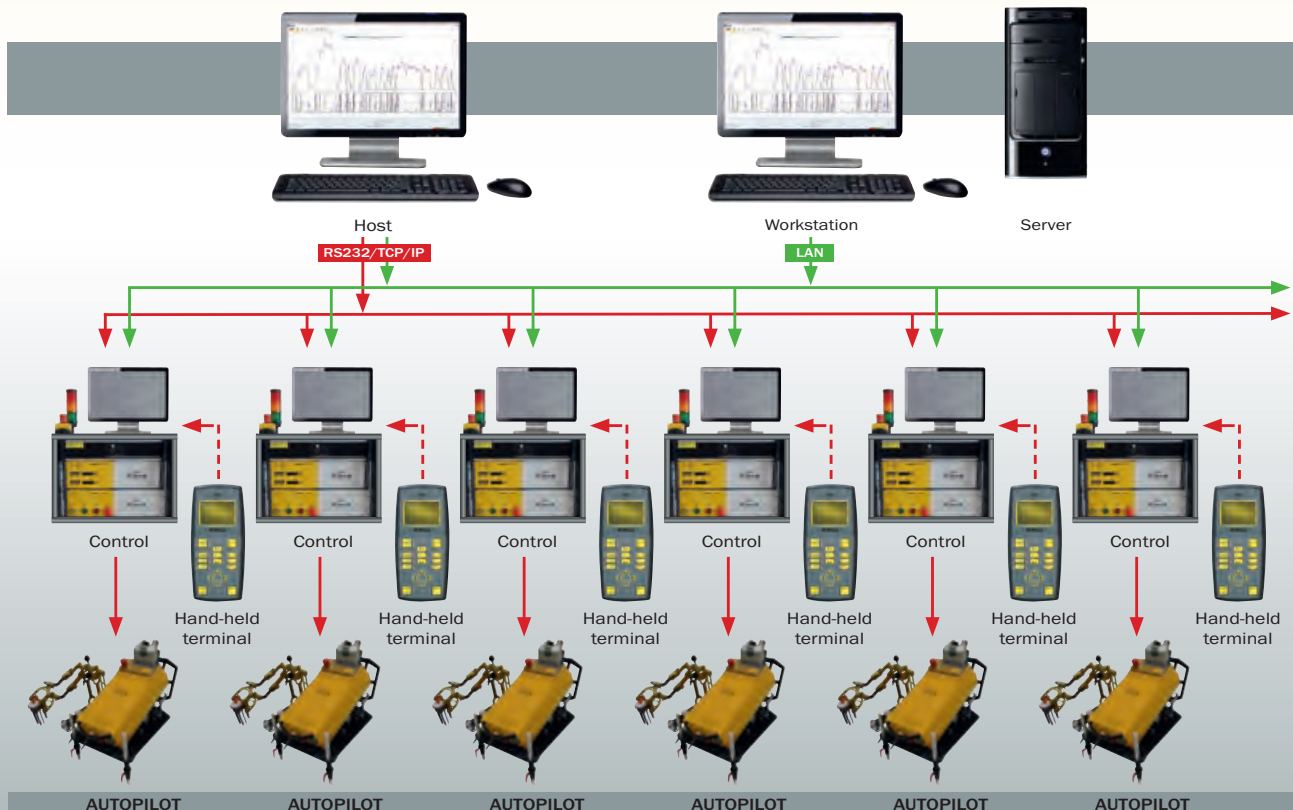 Host
Workstation
Server
RS232/TCP/IP
LAN
Control
Control
Control
Control
Control
Control
Hand-held
terminal
Hand-held
terminal
Hand-held
terminal
Hand-held
terminal
Hand-held
terminal
Hand-held
terminal
AUTOPILOT
AUTOPILOT
AUTOPILOT
AUTOPILOT
AUTOPILOT
AUTOPILOT